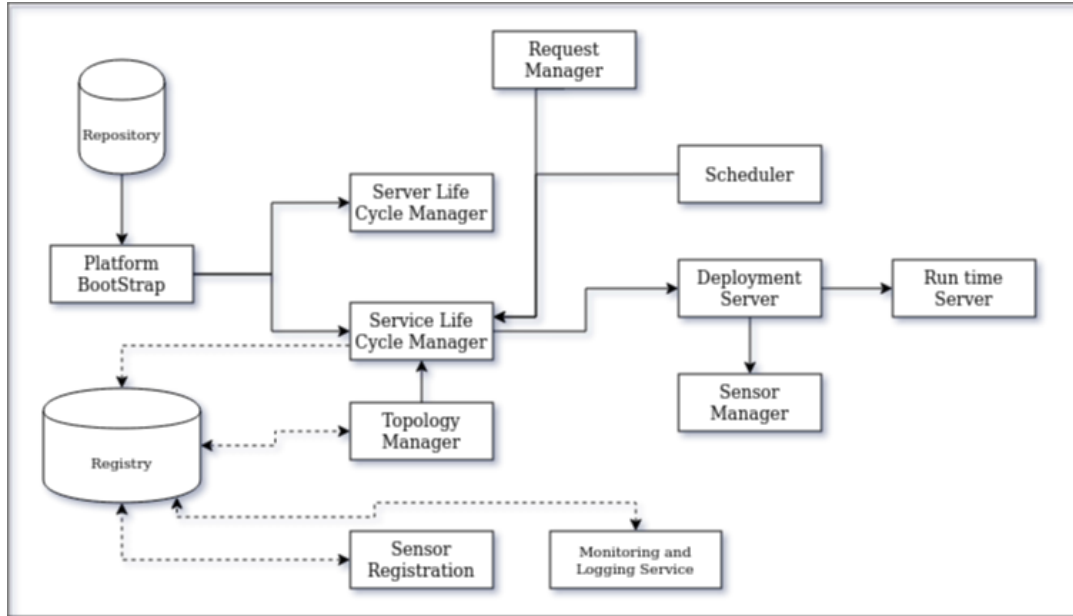 Request
Manager
Repository
Scheduler
Server Life
Cycle Manager
Platform
BootStrap
Deployment
Server
Run time
Server
Service Life
Cycle Manager
Sensor
Manager
Topology
Manager
Registry
Sensor
Registration
Monitoring and
Logging Service